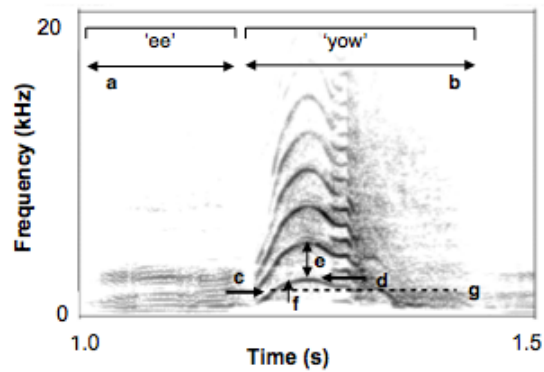 20
'ee' 'yow'
a b
Frequency (kHz)
e
c d
f g
0
1.0 1.5
Time (s)